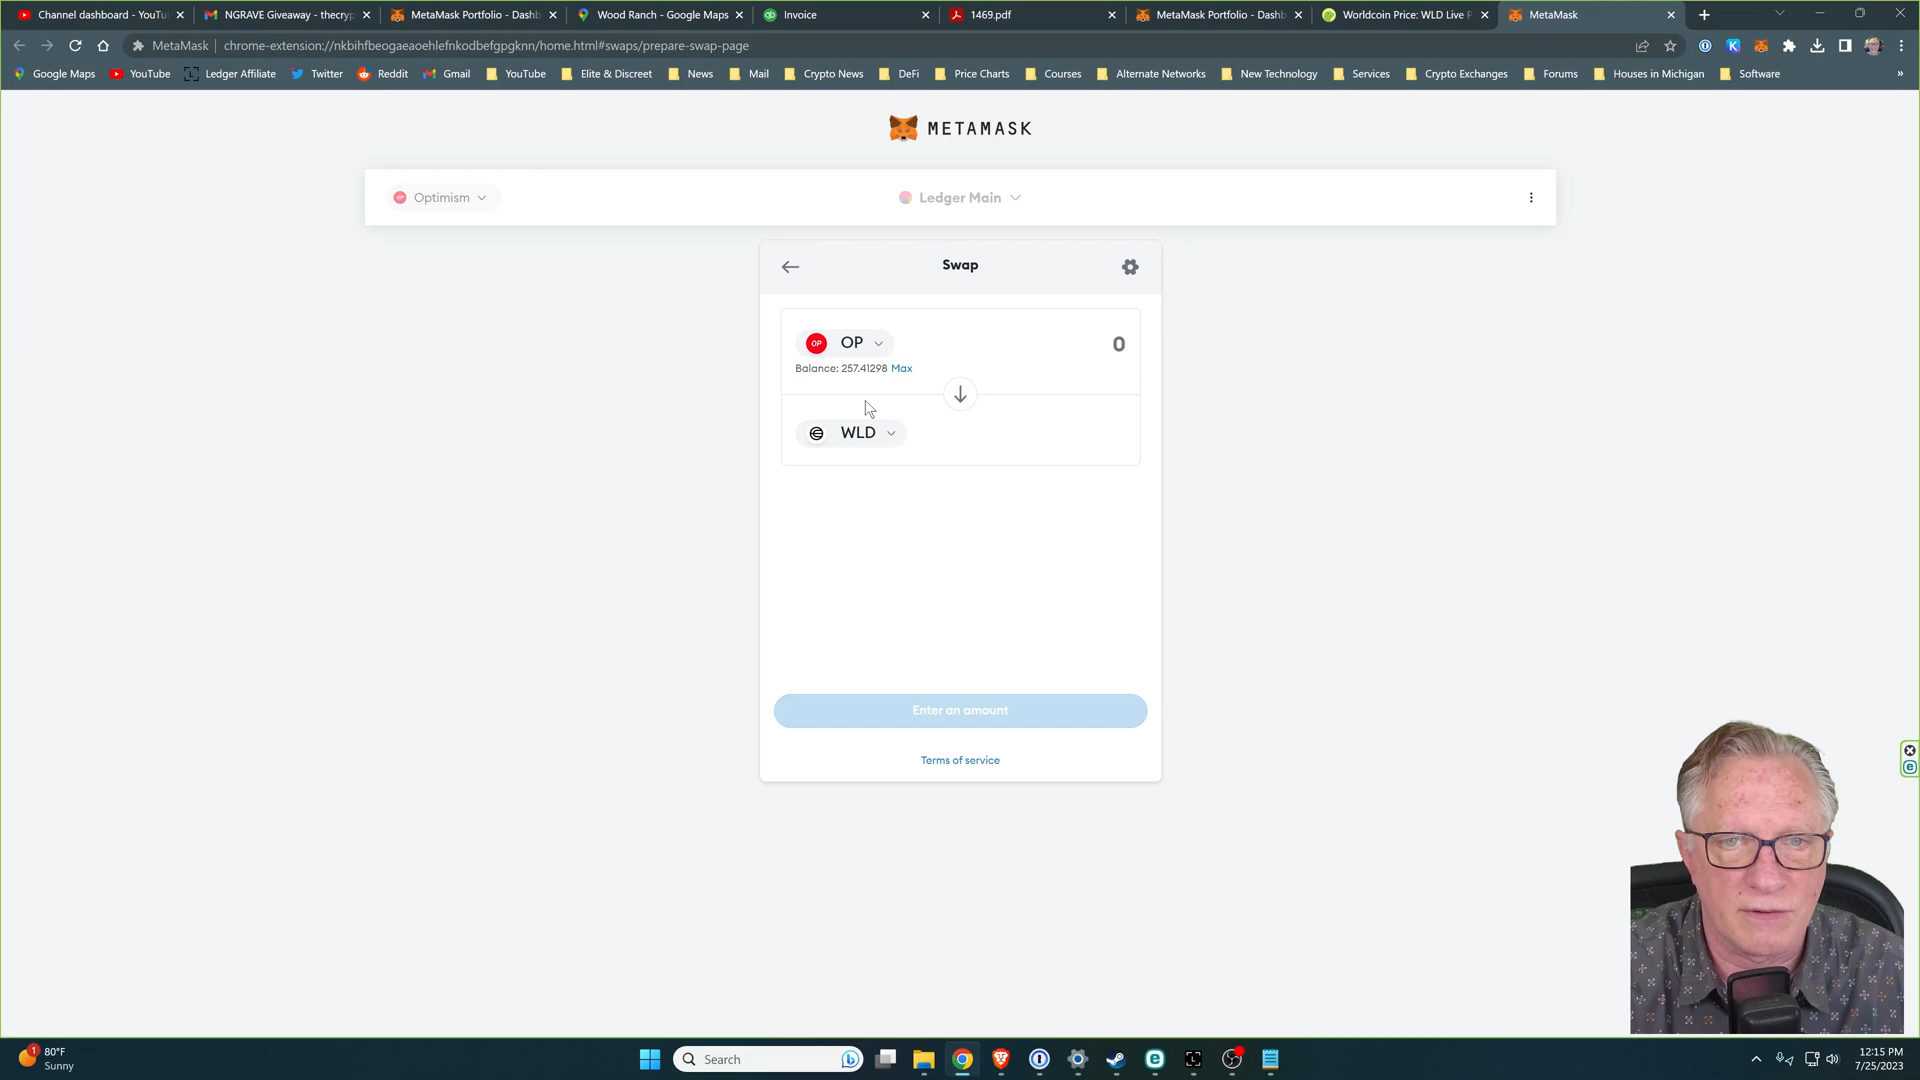 Channel dashboard - YouTu
NGRAVE Giveaway - thecryp
MetaMask Portfolio - Dashb
Wood Ranch - Google Maps
Invoice
1469.pdf
MetaMask Portfolio - Dashb
Worldcoin Price: WLD Live P
MetaMask
MetaMask
chrome-extension://nkbihfbeogaeaoehlefnkodbefgpgknn/home.html#swaps/prepare-swap-page
Google Maps
YouTube
Ledger Affiliate
Twitter
Reddit
Gmail
YouTube
Elite & Discreet
News
Mail
Crypto News
DeFi
Price Charts
Courses
Alternate Networks
New Technology
Services
Crypto Exchanges
Forums
Houses in Michigan
Software
»
METAMASK
OP Optimism
Ledger Main
Swap
OP OP
0
Balance: 257.41298 Max
WLD
Enter an amount
Terms of service
1
80°F
Sunny
Search
12:15 PM
7/25/2023